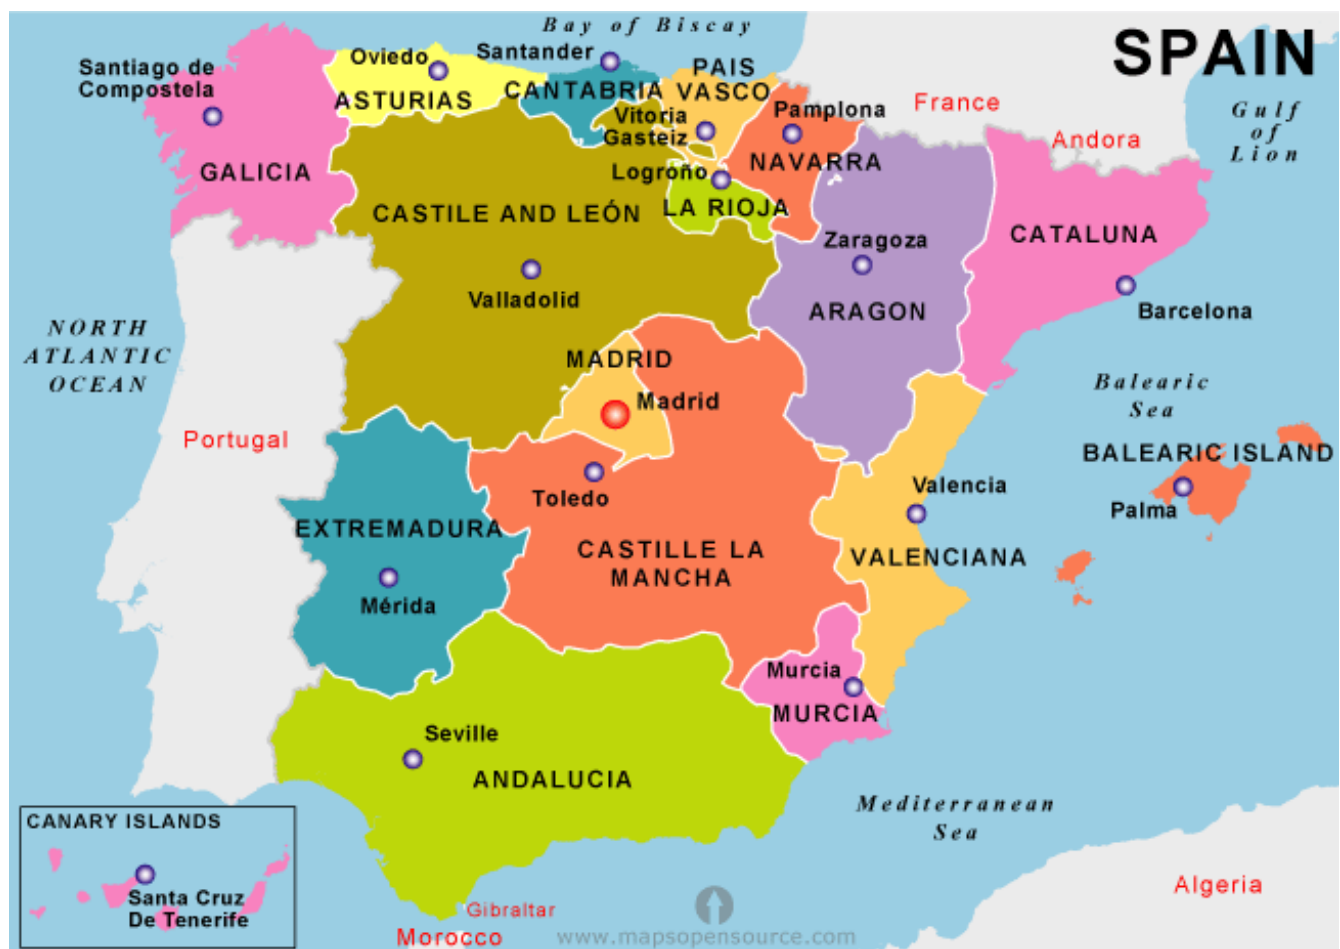 Bay of Biscay
SPAIN
Santander
Oviedo
PAIS
VASCO
Santiago de
Compostela
CANTABRIA
ASTURIAS
France
Gulf
of
Lion
Pamplona
Vitoria
Gasteiz
Andora
NAVARRA
GALICIA
Logroño
LA RIOJA
CASTILE AND LEÓN
CATALUNA
Zaragoza
Valladolid
ARAGON
Barcelona
NORTH
ATLANTIC
OCEAN
MADRID
Madrid
Balearic
Sea
Portugal
BALEARIC ISLAND
Toledo
Valencia
Palma
EXTREMADURA
CASTILLE LA
MANCHA
VALENCIANA
Mérida
Murcia
MURCIA
Seville
ANDALUCIA
Mediterranean
Sea
CANARY ISLANDS
Santa Cruz
De Tenerife
Algeria
Gibraltar
Morocco
www.mapsopensource.com